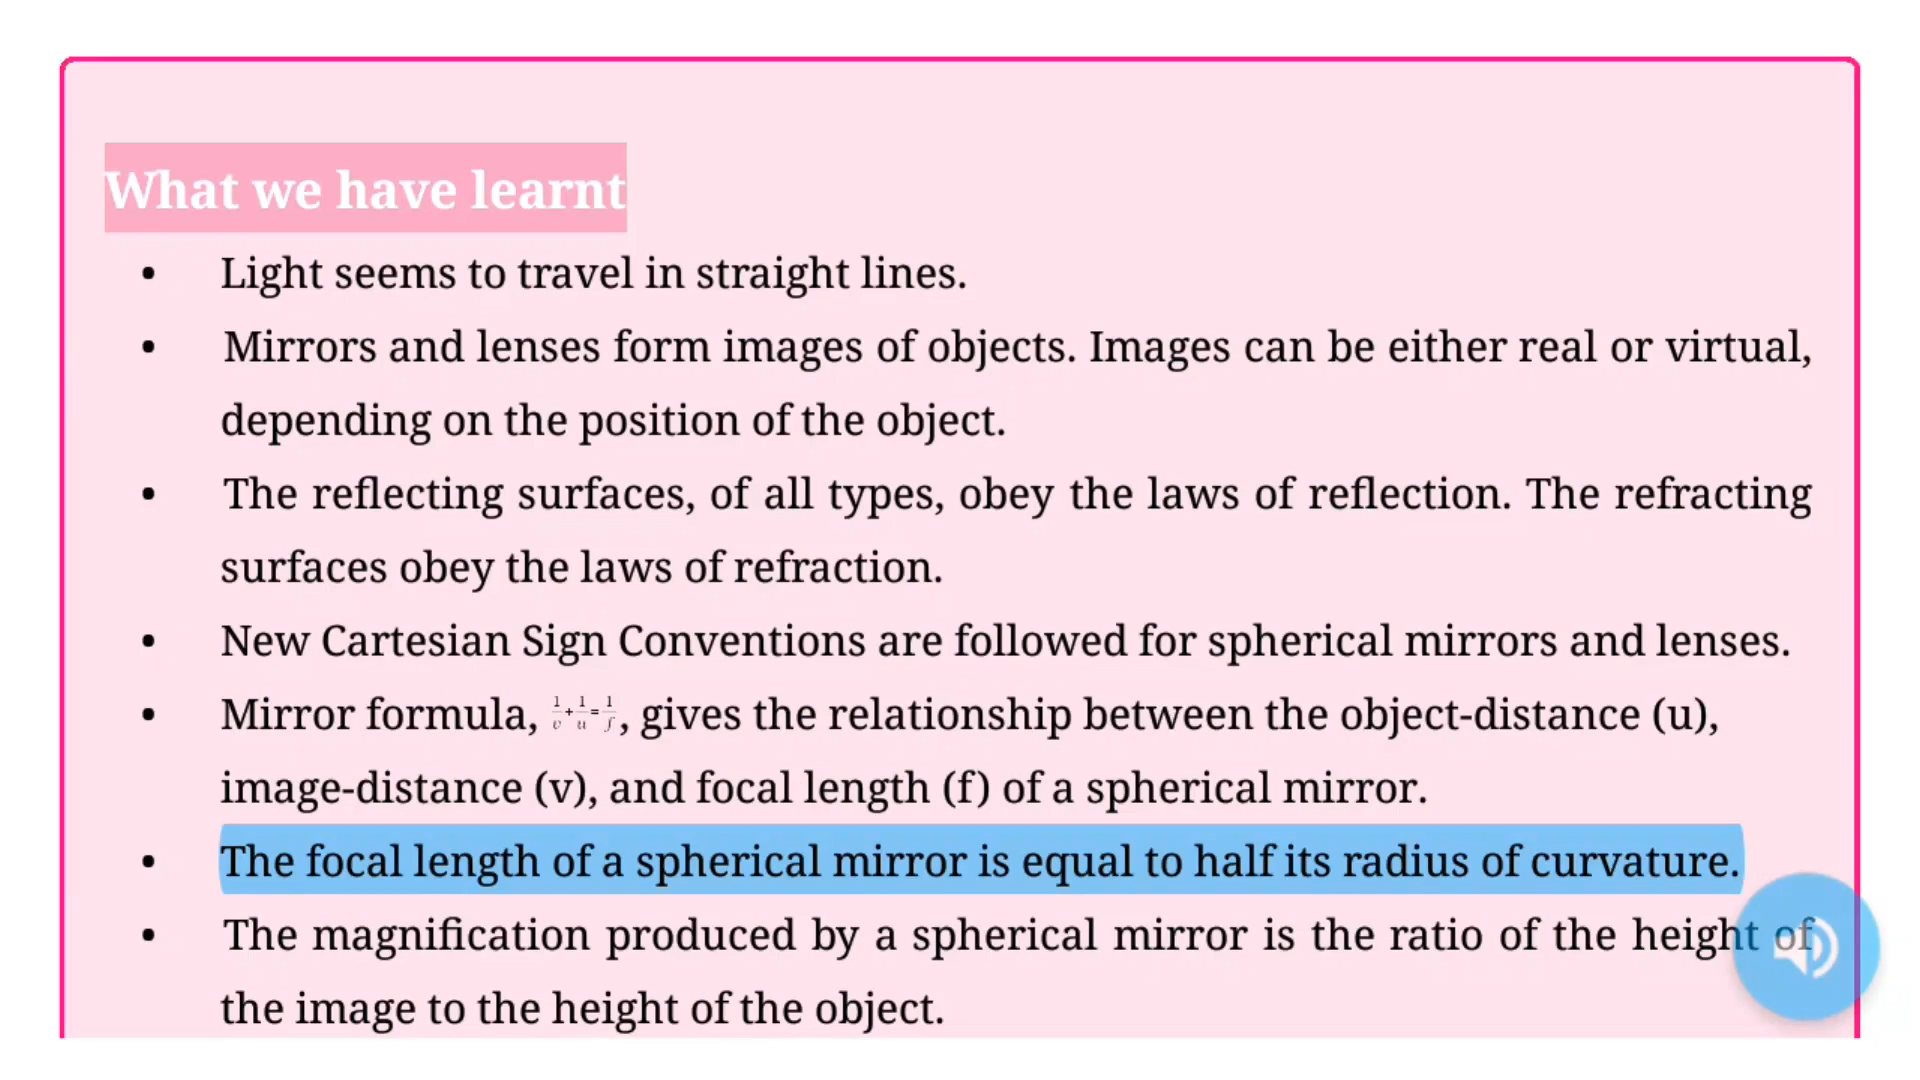 What we have learnt
• Light seems to travel in straight lines.
• Mirrors and lenses form images of objects. Images can be either real or virtual,
depending on the position of the object.
• The reflecting surfaces, of all types, obey the laws of reflection. The refracting
surfaces obey the laws of refraction.
• New Cartesian Sign Conventions are followed for spherical mirrors and lenses.
• Mirror formula, 1/v + 1/u = 1/f, gives the relationship between the object-distance (u),
image-distance (v), and focal length (f) of a spherical mirror.
• The focal length of a spherical mirror is equal to half its radius of curvature.
• The magnification produced by a spherical mirror is the ratio of the height of
the image to the height of the object.